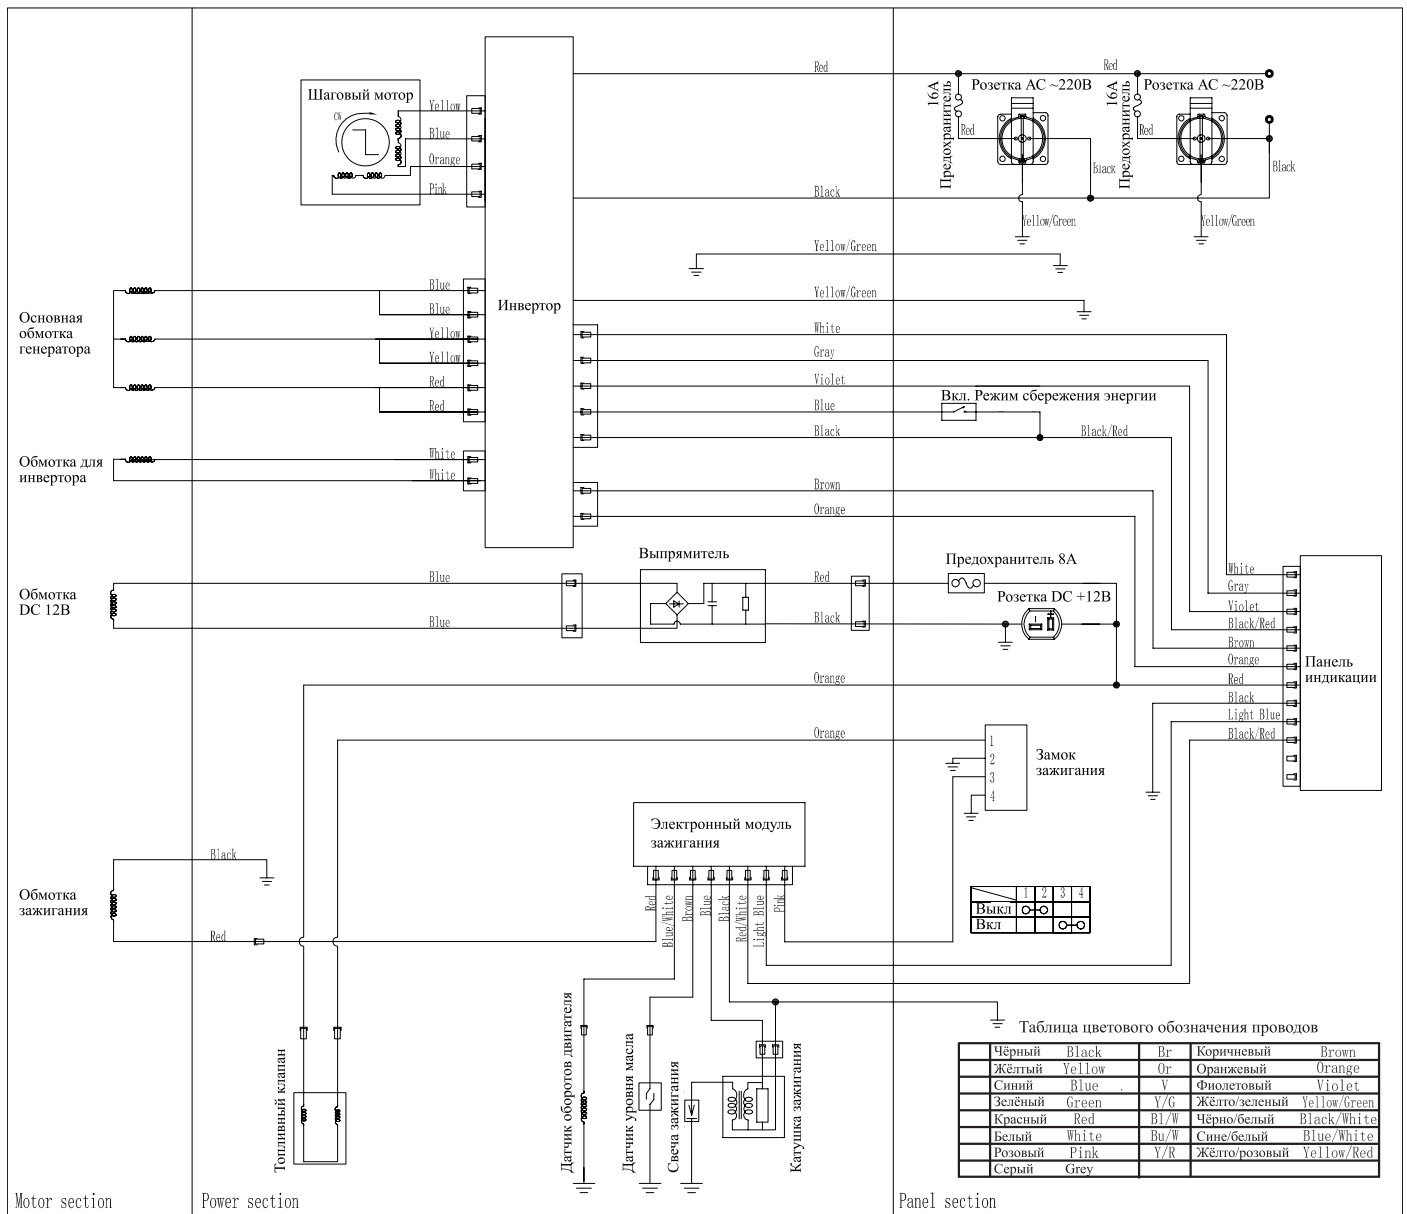 Шаговый мотор
CW
Yellow
Blue
Orange
Pink
Инвертор
Red
Red
16A
Предохранитель
Розетка AC ~220В
Red
16A
Предохранитель
Розетка AC ~220В
Red
Black
Black
Black
Yellow/Green
Yellow/Green
Yellow/Green
Yellow/Green
Основная
обмотка
генератора
Blue
Blue
Yellow
Yellow
Red
Red
White
Gray
Violet
Blue
Вкл. Режим сбережения энергии
Black
Black/Red
Обмотка для
инвертора
White
White
Brown
Orange
Обмотка
DC 12В
Blue
Blue
Выпрямитель
Red
Black
Предохранитель 8А
Розетка DC +12В
White
Gray
Violet
Black/Red
Brown
Orange
Red
Black
Light Blue
Black/Red
Панель
индикации
Orange
Orange
1
2
3
4
Замок
зажигания
Электронный модуль
зажигания
Red
Blue/White
Brown
Blue
Black
Red/White
Light Blue
Pink
Обмотка
зажигания
Black
Red
1 2 3 4
Выкл
Вкл
Топливный клапан
Датчик оборотов двигателя
Датчик уровня масла
Свеча зажигания
Катушка зажигания
Таблица цветового обозначения проводов
Чёрный Black Br Коричневый Brown
Жёлтый Yellow Or Оранжевый Orange
Синий Blue V Фиолетовый Violet
Зелёный Green Y/G Жёлто/зеленый Yellow/Green
Красный Red Bl/W Чёрно/белый Black/White
Белый White Bu/W Сине/белый Blue/White
Розовый Pink Y/R Жёлто/розовый Yellow/Red
Серый Grey
Motor section
Power section
Panel section